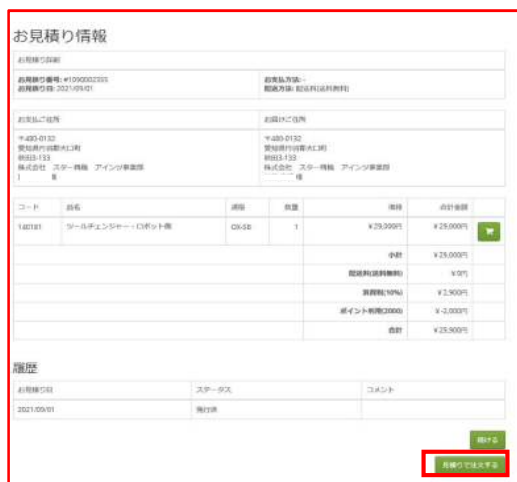 お見積り情報
お見積り詳細
お見積り番号: #1090002355
お見積り日: 2021/09/01
お支払方法:-
配送方法: 配送料(送料無料)
お支払ご住所
お届けご住所
〒480-0132
愛知県丹羽郡大口町
秋田3-133
株式会社 スター精機 アインツ事業部
様
〒480-0132
愛知県丹羽郡大口町
秋田3-133
株式会社 スター精機 アインツ事業部
様
コード 品名 規格 数量 価格 合計金額
140181 ツールチェンジャー・ロボット側 OX-SB 1 ¥29,000円 ¥29,000円
小計 ¥29,000円
配送料(送料無料) ¥0円
消費税(10%) ¥2,900円
ポイント利用(2000) ¥-2,000円
合計 ¥29,900円
履歴
お見積り日 ステータス コメント
2021/09/01 発行済
続ける
見積りで注文する